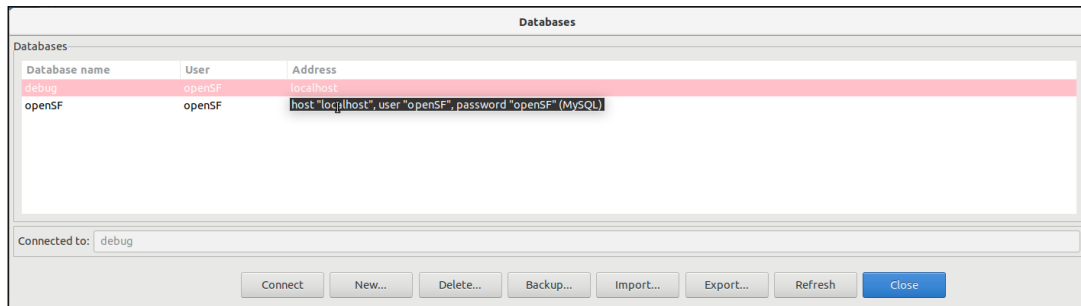 Databases
Databases
Database name User Address
debug openSF localhost
openSF openSF host "localhost", user "openSF", password "openSF" (MySQL)
Connected to: debug
Connect New... Delete... Backup... Import... Export... Refresh Close